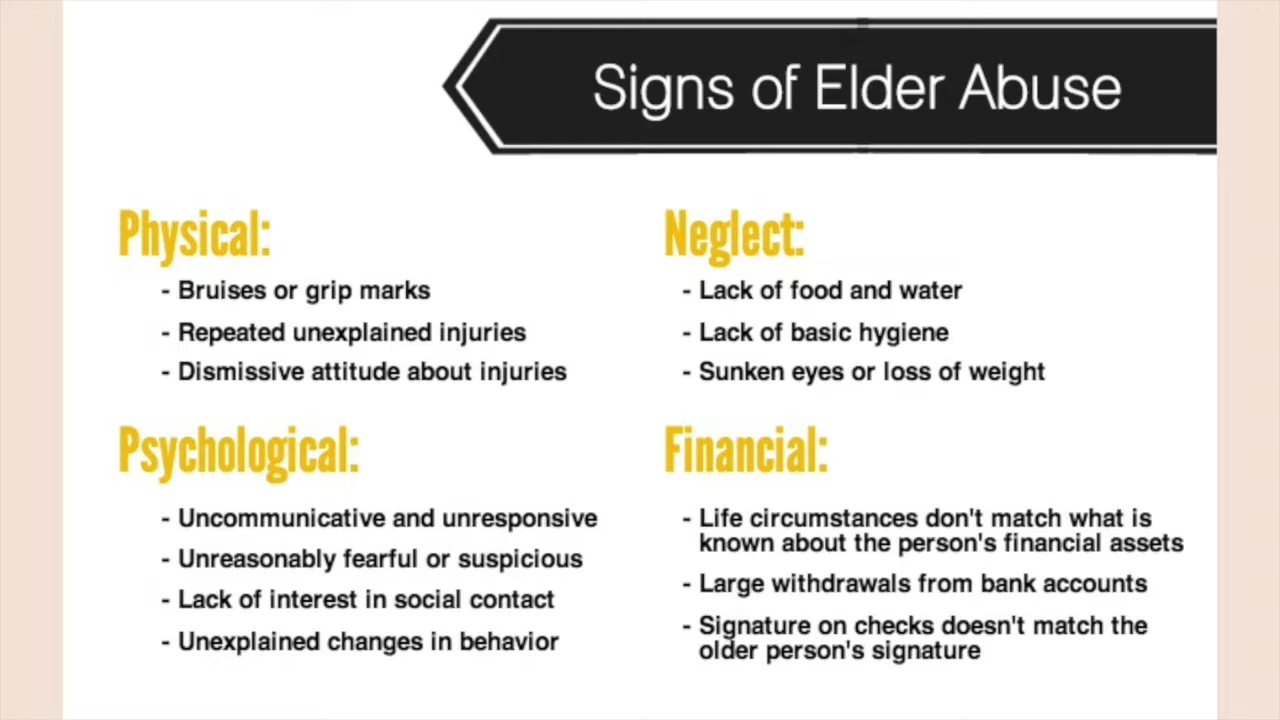 Signs of Elder Abuse
Physical:
- Bruises or grip marks
- Repeated unexplained injuries
- Dismissive attitude about injuries
Neglect:
- Lack of food and water
- Lack of basic hygiene
- Sunken eyes or loss of weight
Psychological:
- Uncommunicative and unresponsive
- Unreasonably fearful or suspicious
- Lack of interest in social contact
- Unexplained changes in behavior
Financial:
- Life circumstances don't match what is
known about the person's financial assets
- Large withdrawals from bank accounts
- Signature on checks doesn't match the
older person's signature